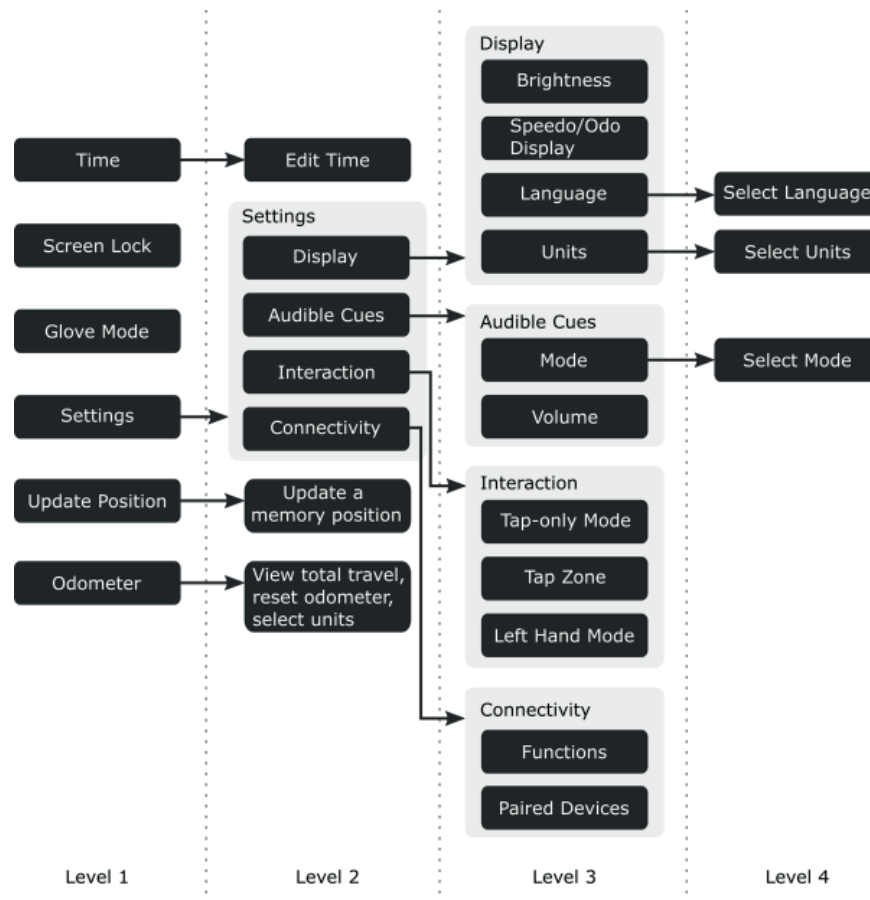 Time
Screen Lock
Glove Mode
Settings
Update Position
Odometer
Level 1
Edit Time
Settings
Display
Audible Cues
Interaction
Connectivity
Update a
memory position
View total travel,
reset odometer,
select units
Level 2
Display
Brightness
Speedo/Odo
Display
Language
Units
Audible Cues
Mode
Volume
Interaction
Tap-only Mode
Tap Zone
Left Hand Mode
Connectivity
Functions
Paired Devices
Level 3
Select Language
Select Units
Select Mode
Level 4